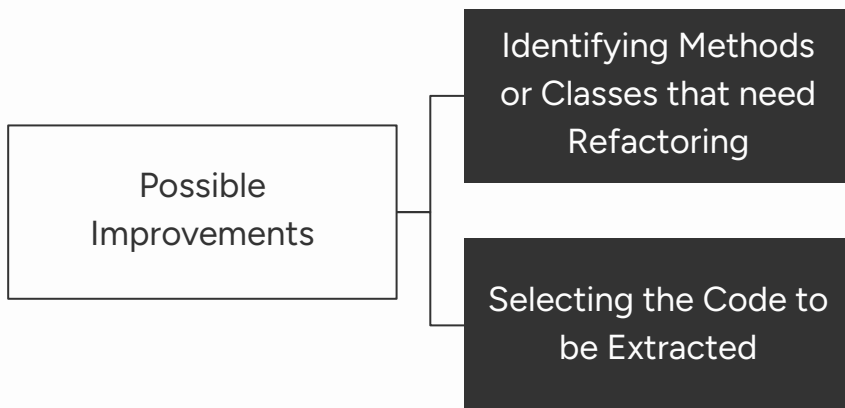 Possible
Improvements
Identifying Methods
or Classes that need
Refactoring
Selecting the Code to
be Extracted